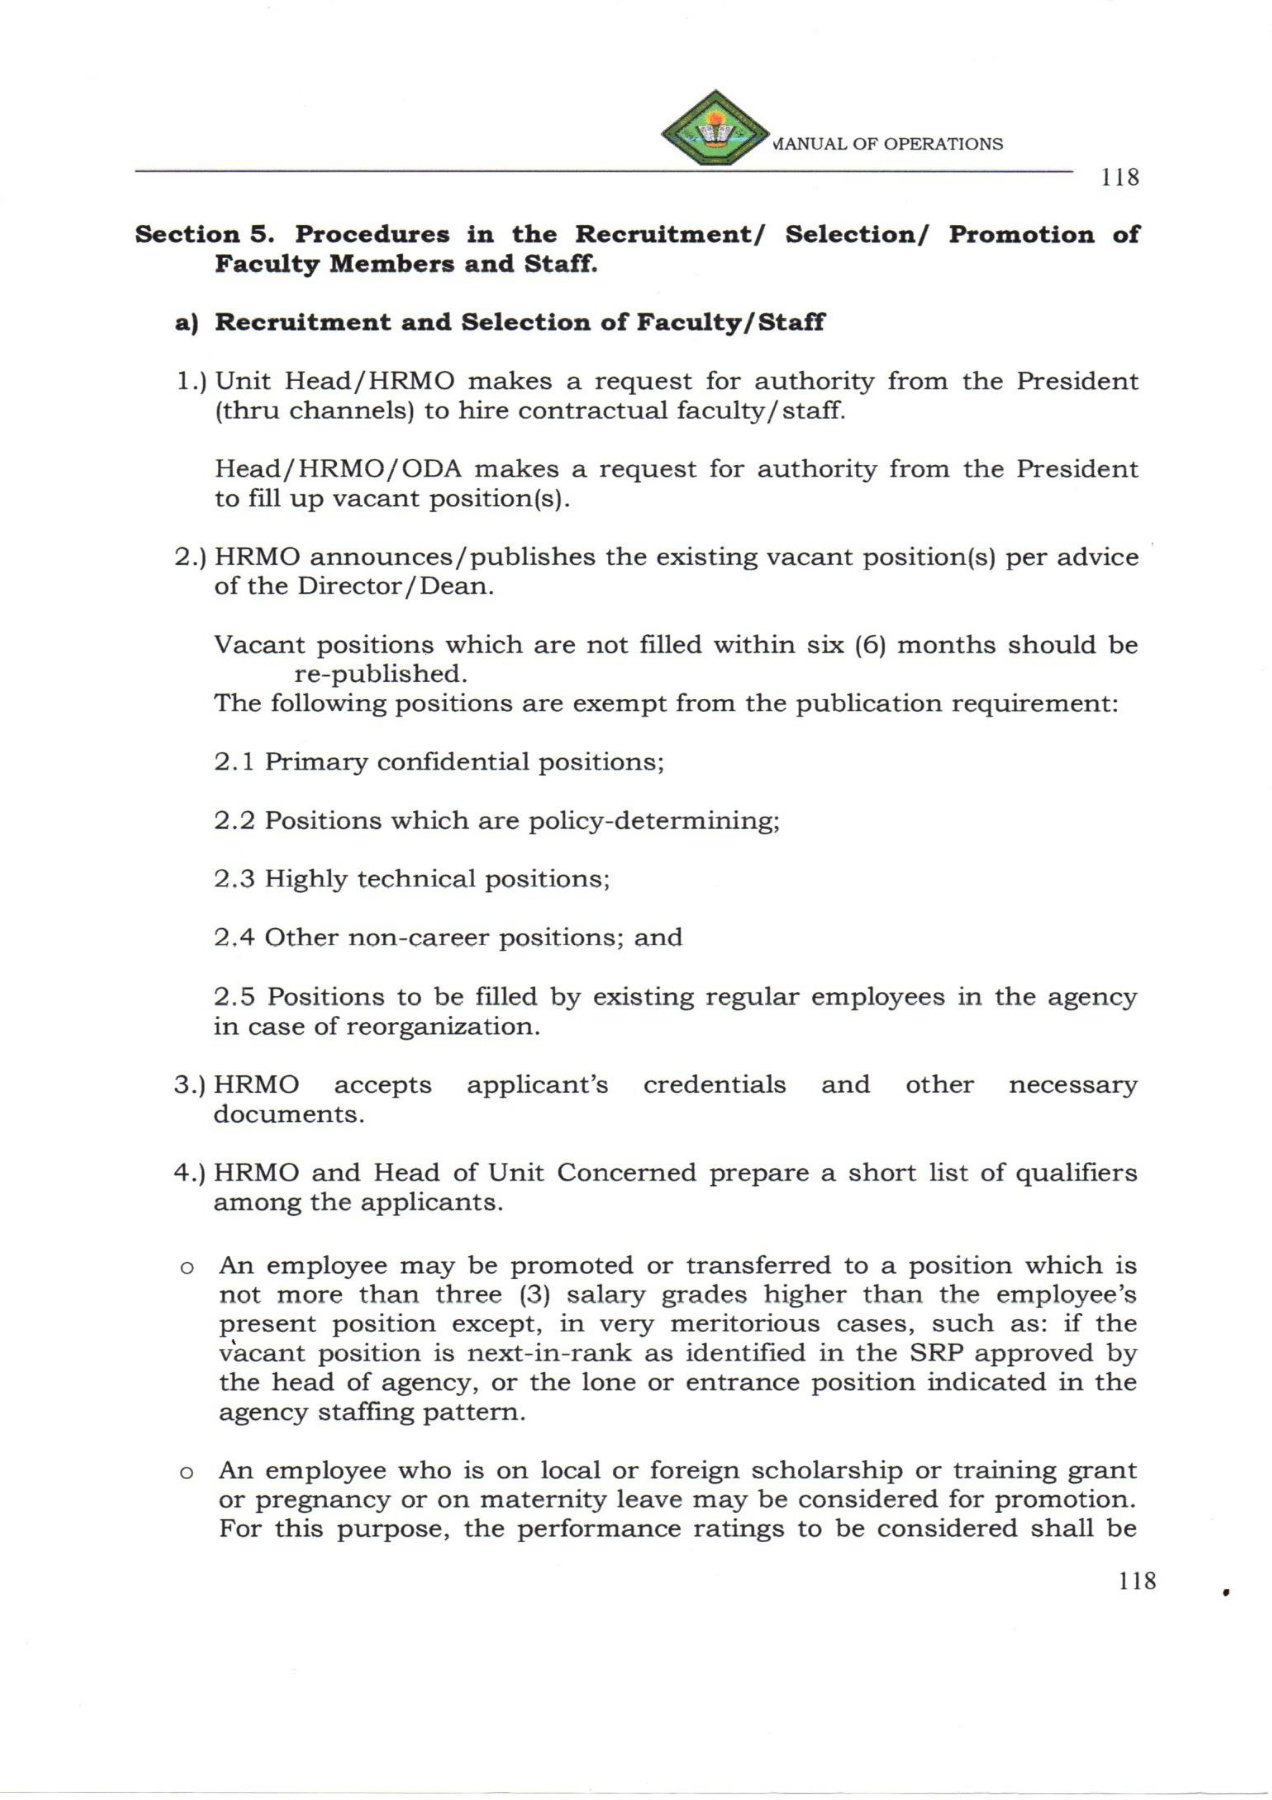 MANUAL OF OPERATIONS
118
Section 5. Procedures in the Recruitment/ Selection/ Promotion of
Faculty Members and Staff.
a) Recruitment and Selection of Faculty/Staff
1.) Unit Head/HRMO makes a request for authority from the President
(thru channels) to hire contractual faculty/staff.
Head/HRMO/ODA makes a request for authority from the President
to fill up vacant position(s).
2.) HRMO announces/publishes the existing vacant position(s) per advice
of the Director/Dean.
Vacant positions which are not filled within six (6) months should be
re-published.
The following positions are exempt from the publication requirement:
2.1 Primary confidential positions;
2.2 Positions which are policy-determining;
2.3 Highly technical positions;
2.4 Other non-career positions; and
2.5 Positions to be filled by existing regular employees in the agency
in case of reorganization.
3.) HRMO accepts applicant's credentials and other necessary
documents.
4.) HRMO and Head of Unit Concerned prepare a short list of qualifiers
among the applicants.
o An employee may be promoted or transferred to a position which is
not more than three (3) salary grades higher than the employee's
present position except, in very meritorious cases, such as: if the
vacant position is next-in-rank as identified in the SRP approved by
the head of agency, or the lone or entrance position indicated in the
agency staffing pattern.
o An employee who is on local or foreign scholarship or training grant
or pregnancy or on maternity leave may be considered for promotion.
For this purpose, the performance ratings to be considered shall be
118